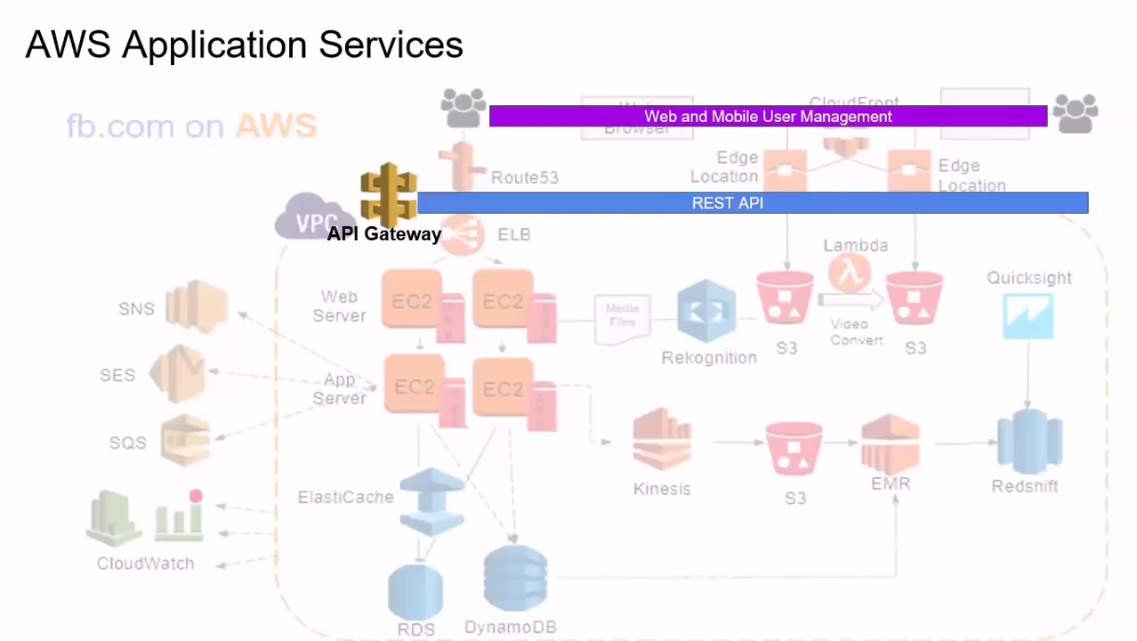 AWS Application Services
fb.com on AWS
CloudFront
Web and Mobile User Management
Browser
Edge
Location
Edge
Location
Route53
REST API
VPC
API Gateway
ELB
Lambda
Quicksight
Web
Server
EC2
EC2
SNS
Media
Files
Video
Convert
Rekognition
S3
S3
SES
App
Server
EC2
EC2
SQS
Kinesis
S3
EMR
Redshift
ElastiCache
CloudWatch
RDS
DynamoDB